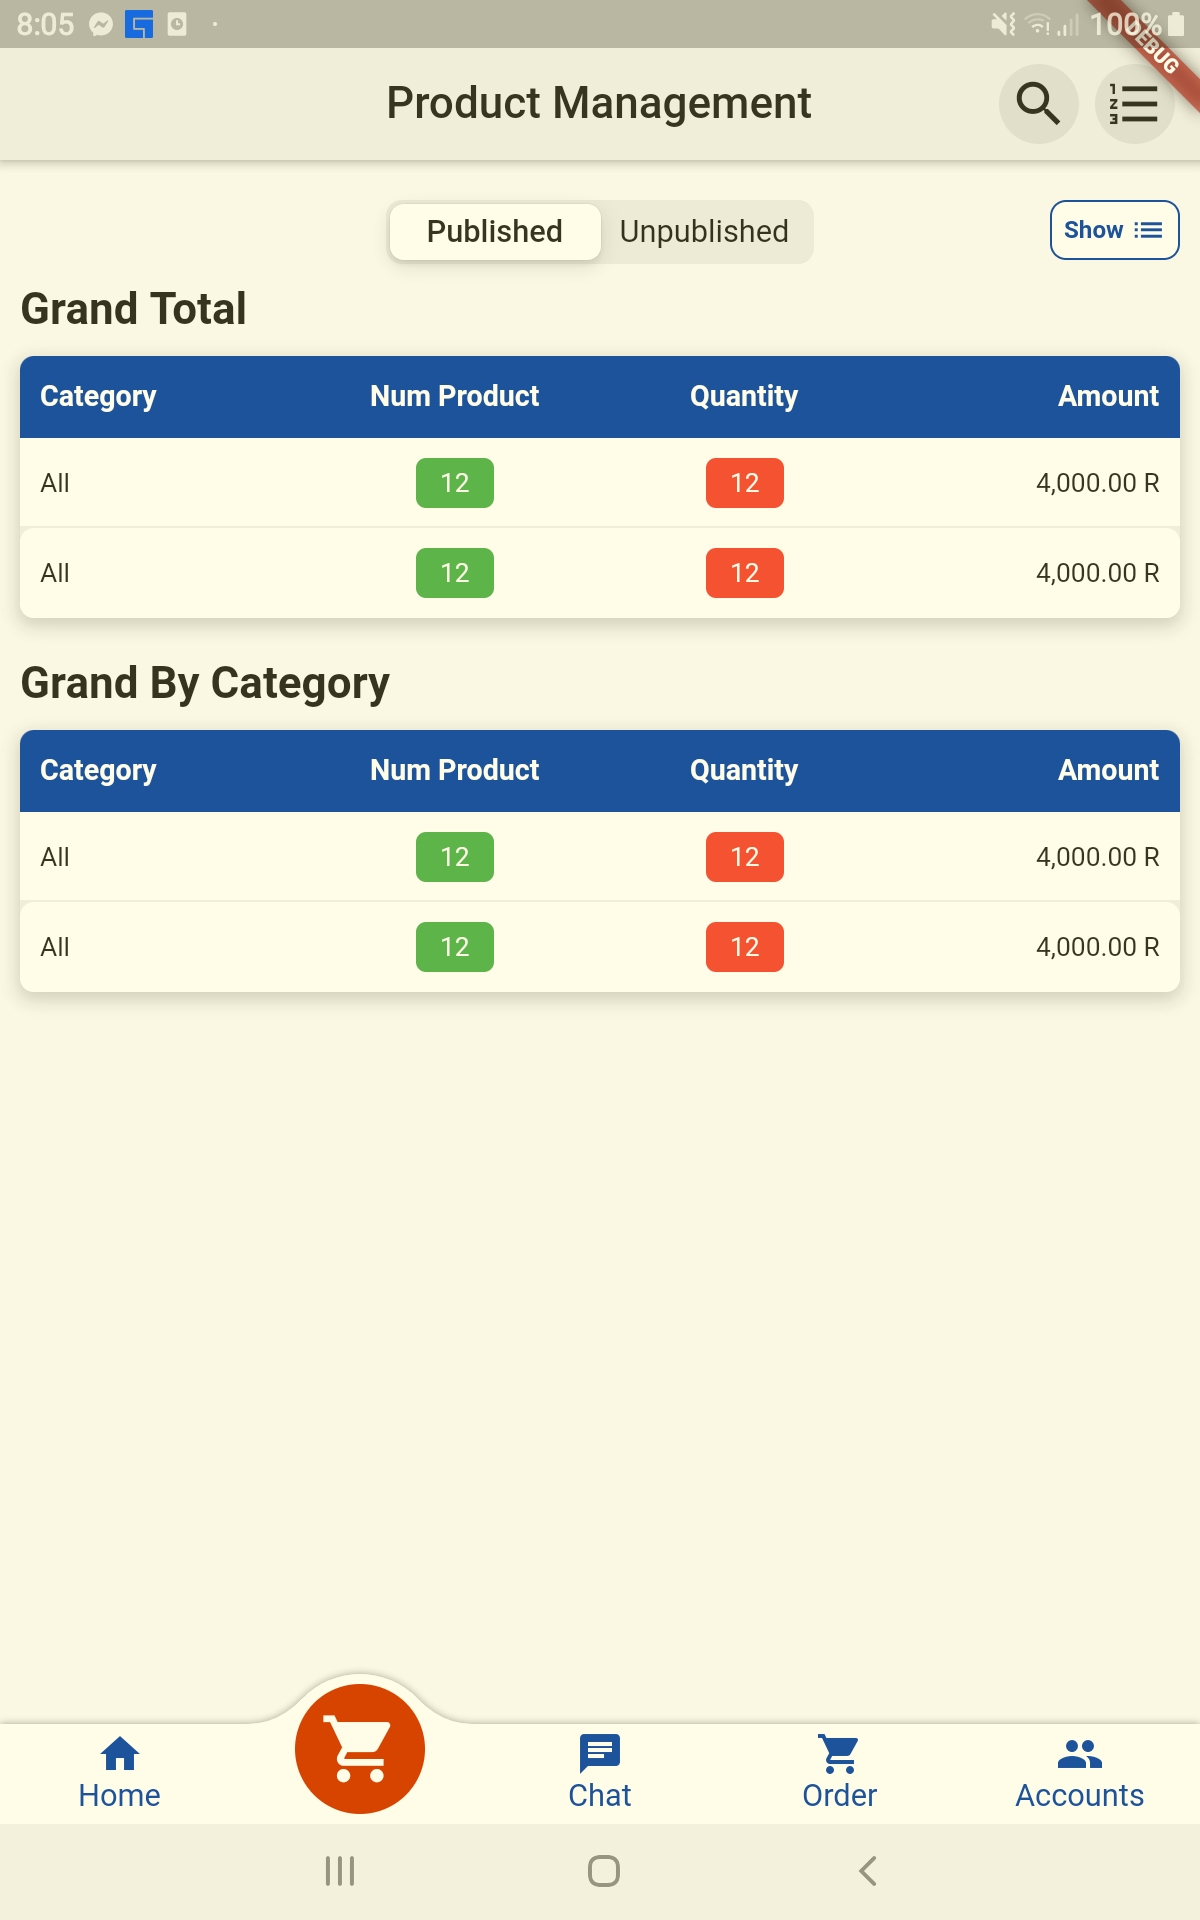 8:05
100%
DEBUG
Product Management
Published Unpublished Show
Grand Total
Category Num Product Quantity Amount
All 12 12 4,000.00 R
All 12 12 4,000.00 R
Grand By Category
Category Num Product Quantity Amount
All 12 12 4,000.00 R
All 12 12 4,000.00 R
Home Chat Order Accounts